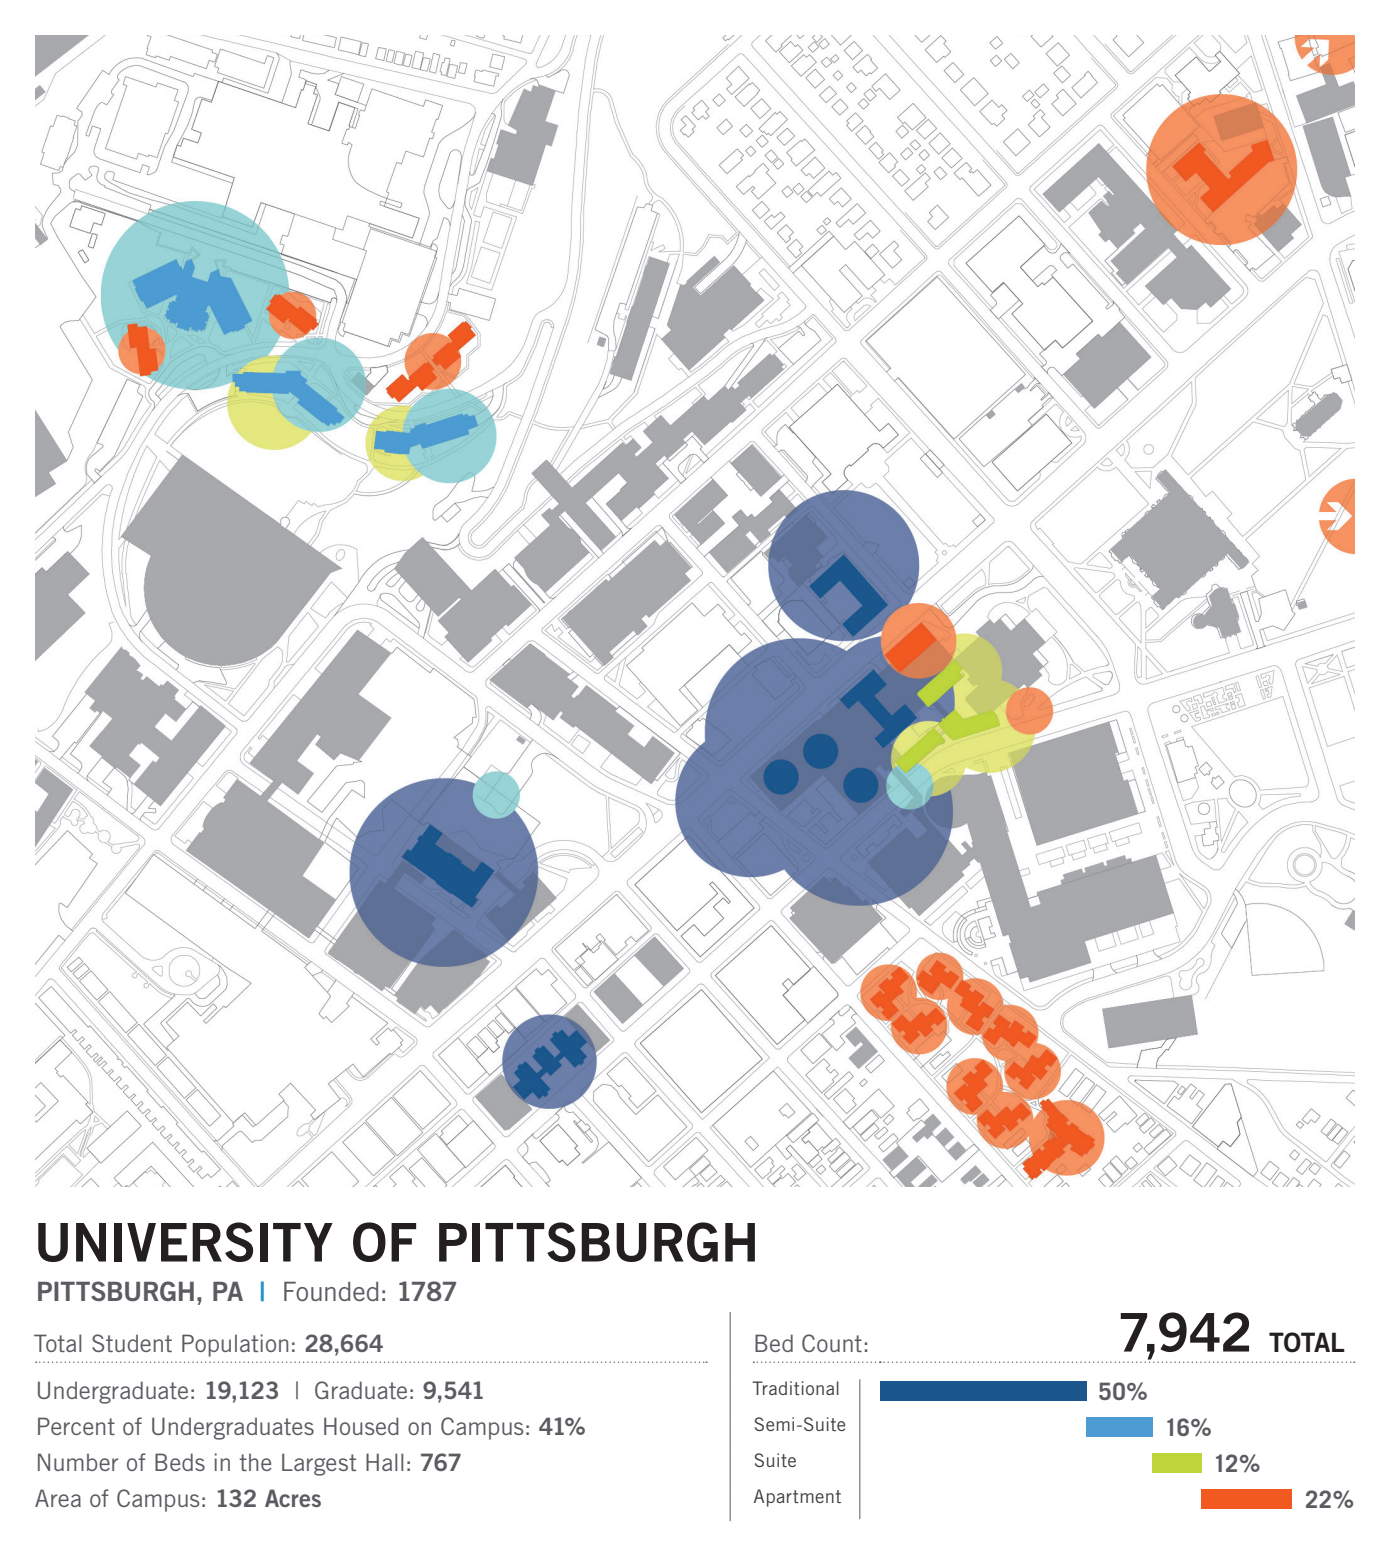 UNIVERSITY OF PITTSBURGH
PITTSBURGH, PA | Founded: 1787
Total Student Population: 28,664
Undergraduate: 19,123 | Graduate: 9,541
Percent of Undergraduates Housed on Campus: 41%
Number of Beds in the Largest Hall: 767
Area of Campus: 132 Acres
Bed Count: 7,942 TOTAL
Traditional 50%
Semi-Suite 16%
Suite 12%
Apartment 22%